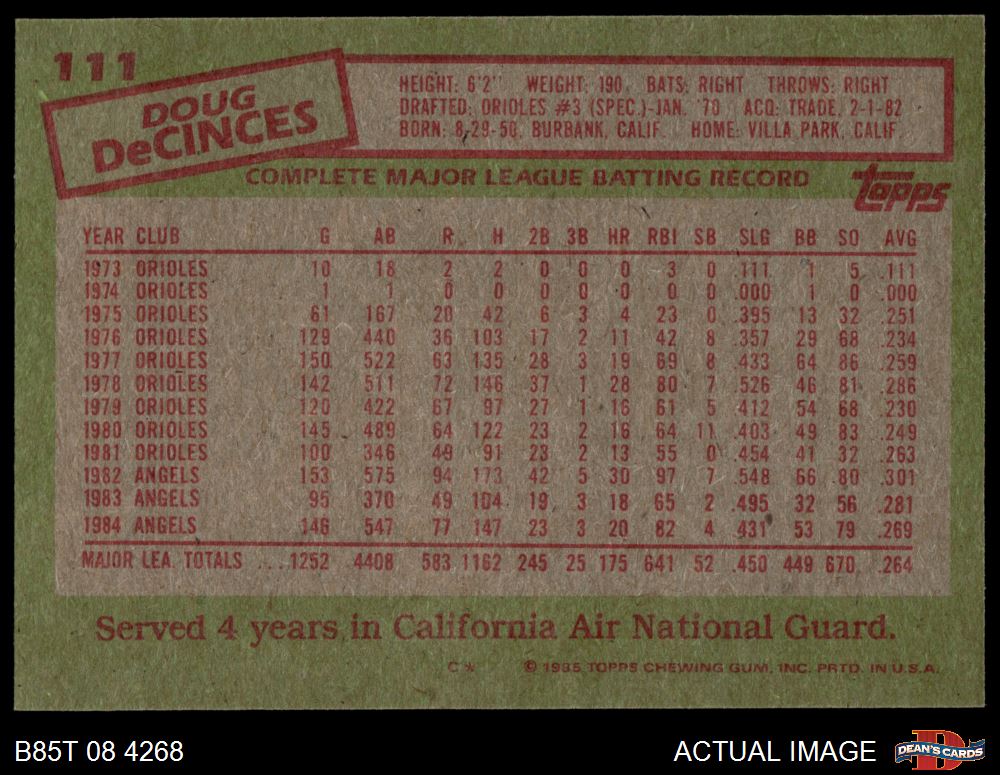 111
DOUG
DeCINCES
HEIGHT: 6'2" WEIGHT: 190 BATS: RIGHT THROWS: RIGHT
DRAFTED: ORIOLES #3 (SPEC.)-JAN. '70 ACQ: TRADE, 2-1-82
BORN: 8-29-50, BURBANK, CALIF. HOME: VILLA PARK, CALIF.
COMPLETE MAJOR LEAGUE BATTING RECORD
topps
YEAR CLUB G AB R H 2B 3B HR RBI SB SLG BB SO AVG
1973 ORIOLES 10 18 2 2 0 0 0 3 0 .111 1 5 .111
1974 ORIOLES 1 1 0 0 0 0 0 0 0 .000 1 0 .000
1975 ORIOLES 61 167 20 42 6 3 4 23 0 .395 13 32 .251
1976 ORIOLES 129 440 36 103 17 2 11 42 8 .357 29 68 .234
1977 ORIOLES 150 522 63 135 28 3 19 69 8 .433 64 86 .259
1978 ORIOLES 142 511 72 146 37 1 28 80 7 .526 46 81 .286
1979 ORIOLES 120 422 67 97 27 1 16 61 5 .412 54 68 .230
1980 ORIOLES 145 489 64 122 23 2 16 64 11 .403 49 83 .249
1981 ORIOLES 100 346 49 91 23 2 13 55 0 .454 41 32 .263
1982 ANGELS 153 575 94 173 42 5 30 97 7 .548 66 80 .301
1983 ANGELS 95 370 49 104 19 3 18 65 2 .495 32 56 .281
1984 ANGELS 146 547 77 147 23 3 20 82 4 .431 53 79 .269
MAJOR LEA. TOTALS ...1252 4408 583 1162 245 25 175 641 52 .450 449 670 .264
Served 4 years in California Air National Guard.
C* © 1985 TOPPS CHEWING GUM, INC. PRTD. IN U.S.A.
B85T 08 4268 ACTUAL IMAGE DEAN'S CARDS